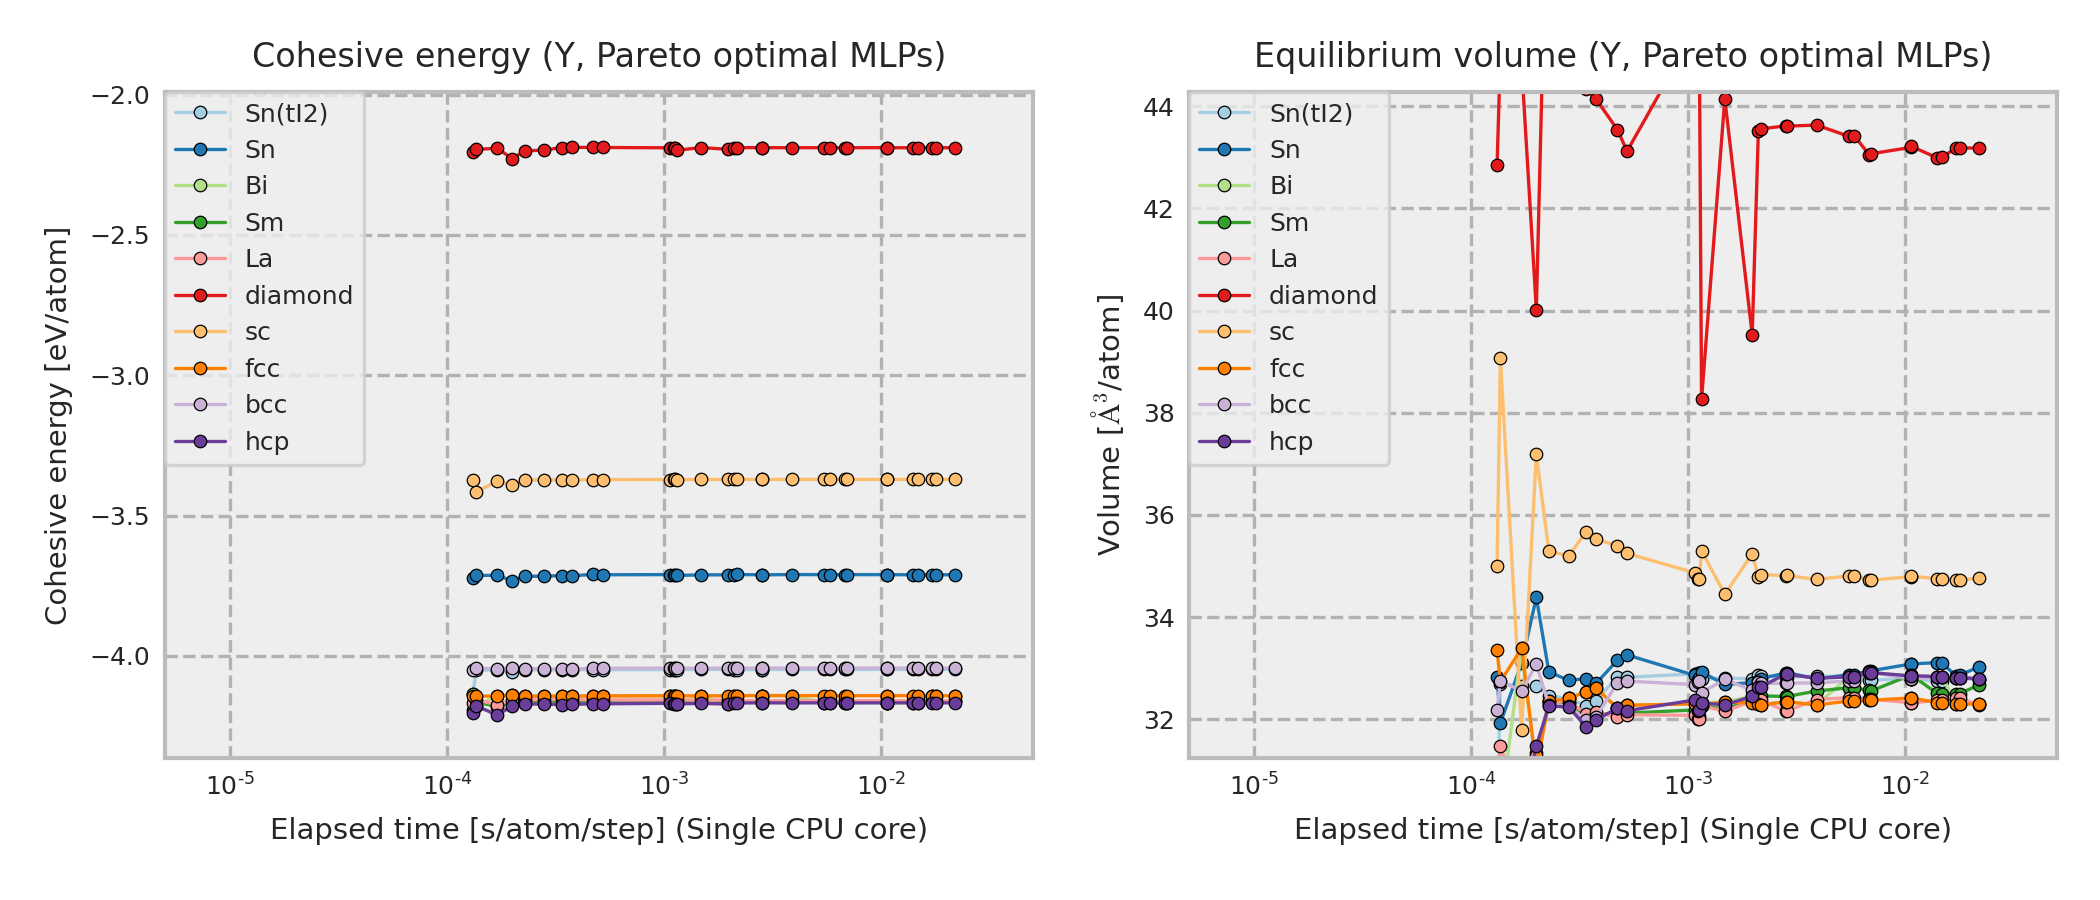 Cohesive energy (Y, Pareto optimal MLPs)
−2.0
−2.5
−3.0
−3.5
−4.0
Cohesive energy [eV/atom]
Sn(tI2)
Sn
Bi
Sm
La
diamond
sc
fcc
bcc
hcp
10⁻⁵ 10⁻⁴ 10⁻³ 10⁻²
Elapsed time [s/atom/step] (Single CPU core)
Equilibrium volume (Y, Pareto optimal MLPs)
44
42
40
38
36
34
32
Volume [Å³/atom]
Sn(tI2)
Sn
Bi
Sm
La
diamond
sc
fcc
bcc
hcp
10⁻⁵ 10⁻⁴ 10⁻³ 10⁻²
Elapsed time [s/atom/step] (Single CPU core)